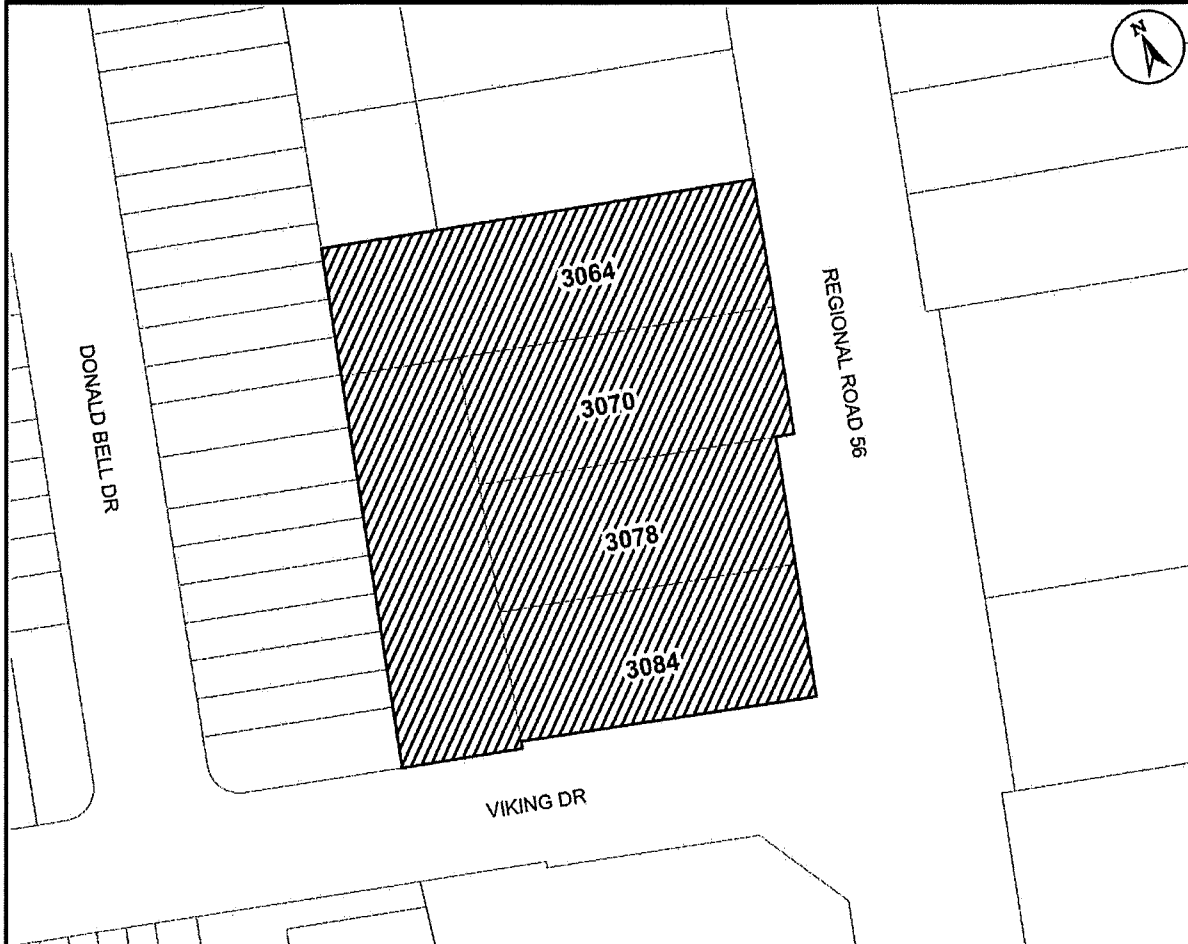 N
3064
REGIONAL ROAD 56
DONALD BELL DR
3070
3078
3084
VIKING DR